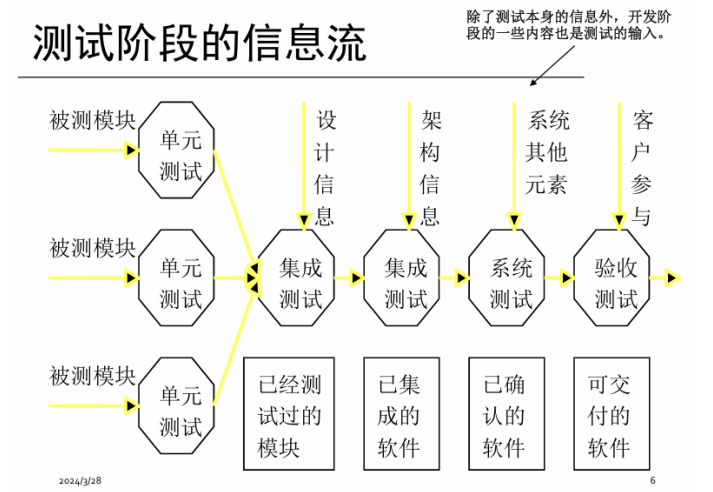 测试阶段的信息流
除了测试本身的信息外，开发阶
段的一些内容也是测试的输入。
被测模块
单元
测试
被测模块
单元
测试
被测模块
单元
测试
设
计
信
息
架
构
信
息
系统
其他
元素
客
户
参
与
集成
测试
集成
测试
系统
测试
验收
测试
已经测
试过的
模块
已集
成的
软件
已确
认的
软件
可交
付的
软件
2024/3/28
6